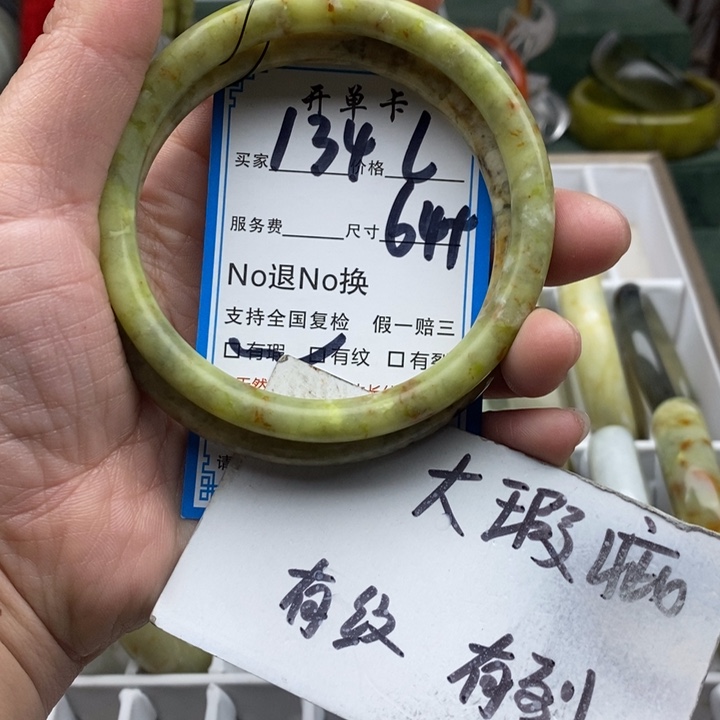 开单卡
买家 134 价格 L
服务费 尺寸 64+
No退No换
支持全国复检 假一赔三
☐有瑕 ☐有纹 ☐有裂
大瑕疵
有纹 有列